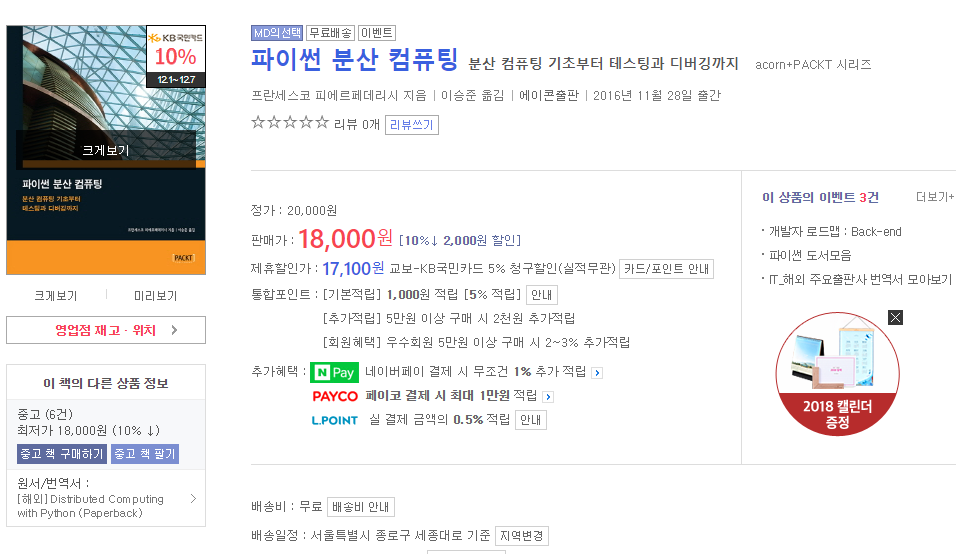 KB국민카드
10%
12.1~12.7
크게보기
파이썬 분산 컴퓨팅
분산 컴퓨팅 기초부터
테스팅과 디버깅까지
프란세스코 피에르페데리시 지음 | 이승준 옮김
PACKT
크게보기 | 미리보기
영업점 재고 · 위치 >
이 책의 다른 상품 정보
중고 (6건)
최저가 18,000원 (10% ↓)
중고 책 구매하기 중고 책 팔기
원서/번역서 :
[해외] Distributed Computing
with Python (Paperback)
MD의선택 무료배송 이벤트
파이썬 분산 컴퓨팅 분산 컴퓨팅 기초부터 테스팅과 디버깅까지 acorn+PACKT 시리즈
프란세스코 피에르페데리시 지음 | 이승준 옮김 | 에이콘출판 | 2016년 11월 28일 출간
☆☆☆☆☆ 리뷰 0개 리뷰쓰기
정가 : 20,000원
판매가 : 18,000원 [10%↓ 2,000원 할인]
제휴할인가 : 17,100원 교보-KB국민카드 5% 청구할인(실적무관) 카드/포인트 안내
통합포인트 : [기본적립] 1,000원 적립 [5% 적립] 안내
[추가적립] 5만원 이상 구매 시 2천원 추가적립
[회원혜택] 우수회원 5만원 이상 구매 시 2~3% 추가적립
추가혜택 : N Pay 네이버페이 결제 시 무조건 1% 추가 적립
PAYCO 페이코 결제 시 최대 1만원 적립
L.POINT 실 결제 금액의 0.5% 적립 안내
이 상품의 이벤트 3건 더보기+
· 개발자 로드맵 : Back-end
· 파이썬 도서모음
· IT_해외 주요출판사 번역서 모아보기
2018 캘린더
증정
배송비 : 무료 배송비 안내
배송일정 : 서울특별시 종로구 세종대로 기준 지역변경